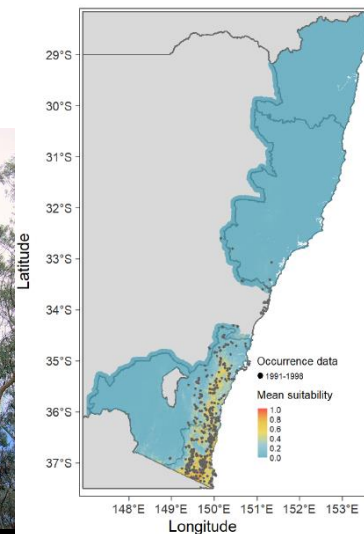 Latitude
29°S
30°S
31°S
32°S
33°S
34°S
35°S
36°S
37°S
Occurrence data
1991-1998
Mean suitability
1.0
0.8
0.6
0.4
0.2
0.0
148°E 149°E 150°E 151°E 152°E 153°E
Longitude